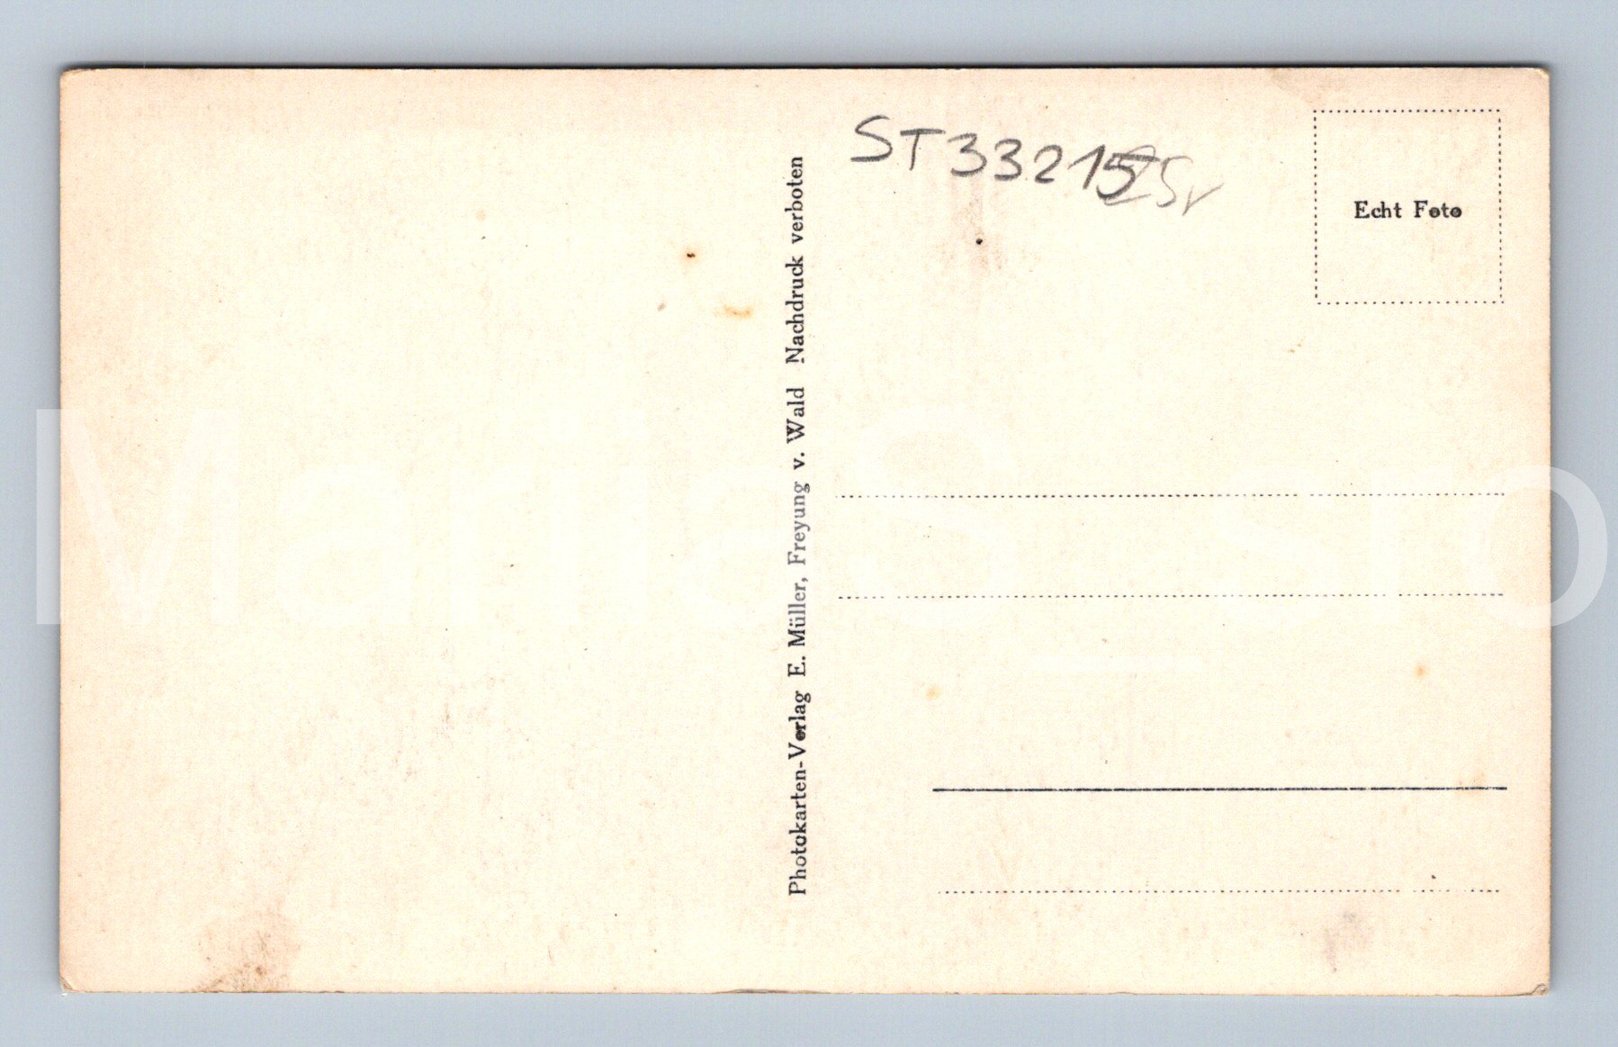 ST33215
Echt Foto
Photokarten-Verlag E. Müller, Freyung v. Wald Nachdruck verboten